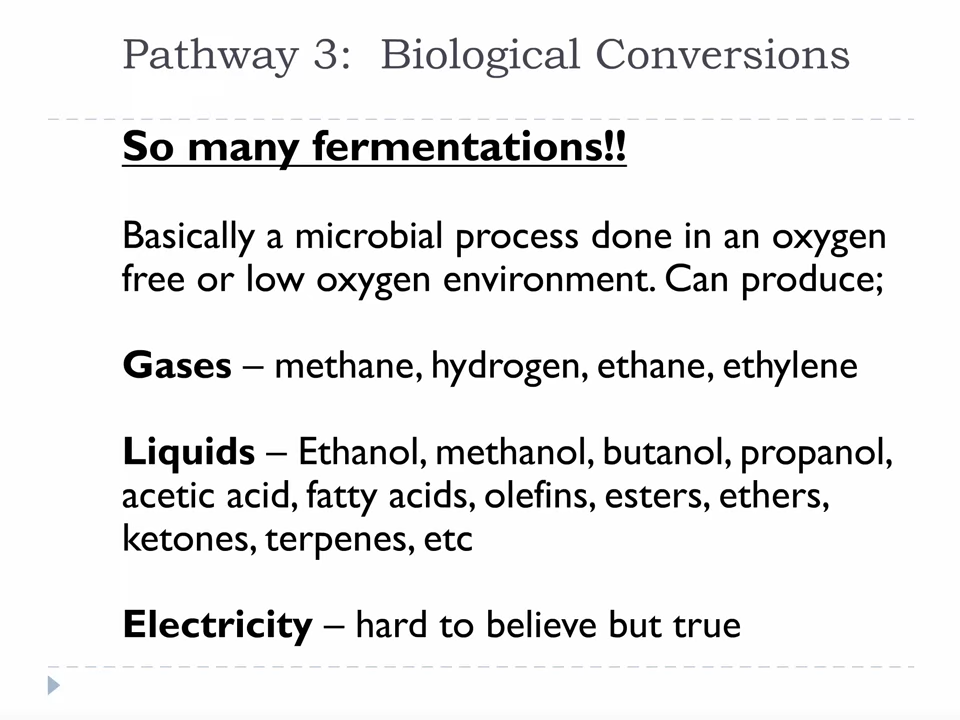 Pathway 3: Biological Conversions
So many fermentations!!
Basically a microbial process done in an oxygen
free or low oxygen environment. Can produce;
Gases – methane, hydrogen, ethane, ethylene
Liquids – Ethanol, methanol, butanol, propanol,
acetic acid, fatty acids, olefins, esters, ethers,
ketones, terpenes, etc
Electricity – hard to believe but true